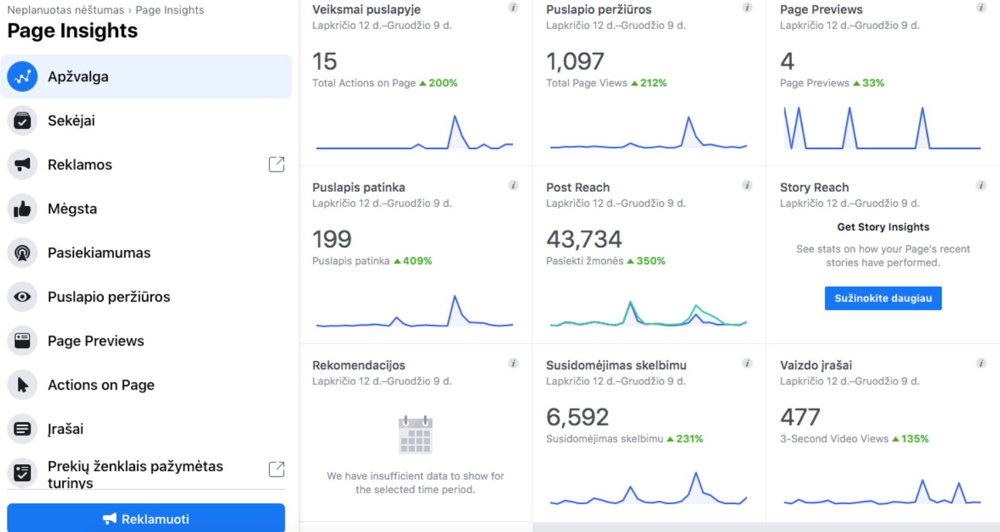 Neplanuotas nėštumas › Page Insights
Page Insights
Apžvalga
Sekėjai
Reklamos
Mėgsta
Pasiekiamumas
Puslapio peržiūros
Page Previews
Actions on Page
Įrašai
Prekių ženklais pažymėtas
turinys
Reklamuoti
Veiksmai puslapyje
Lapkričio 12 d.–Gruodžio 9 d.
15
Total Actions on Page ▲ 200%
Puslapio peržiūros
Lapkričio 12 d.–Gruodžio 9 d.
1,097
Total Page Views ▲ 212%
Page Previews
Lapkričio 12 d.–Gruodžio 9 d.
4
Page Previews ▲ 33%
Puslapis patinka
Lapkričio 12 d.–Gruodžio 9 d.
199
Puslapis patinka ▲ 409%
Post Reach
Lapkričio 12 d.–Gruodžio 9 d.
43,734
Pasiekti žmonės ▲ 350%
Story Reach
Lapkričio 12 d.–Gruodžio 9 d.
Get Story Insights
See stats on how your Page's recent
stories have performed.
Sužinokite daugiau
Rekomendacijos
Lapkričio 12 d.–Gruodžio 9 d.
We have insufficient data to show for
the selected time period.
Susidomėjimas skelbimu
Lapkričio 12 d.–Gruodžio 9 d.
6,592
Susidomėjimas skelbimu ▲ 231%
Vaizdo įrašai
Lapkričio 12 d.–Gruodžio 9 d.
477
3-Second Video Views ▲ 135%